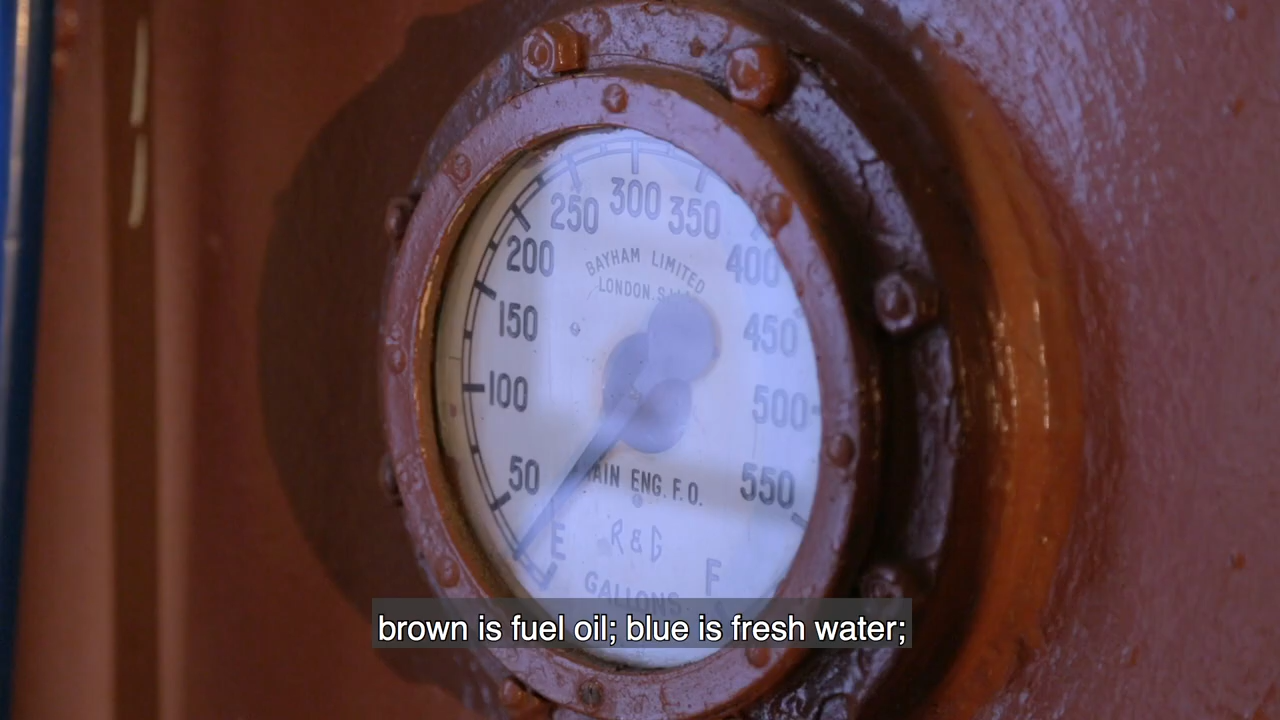 300
250 350
200 400
BAYHAM LIMITED
LONDON.
150 450
100 500
50 550
ENG. F.O.
E R & G F
GALLONS
brown is fuel oil; blue is fresh water;